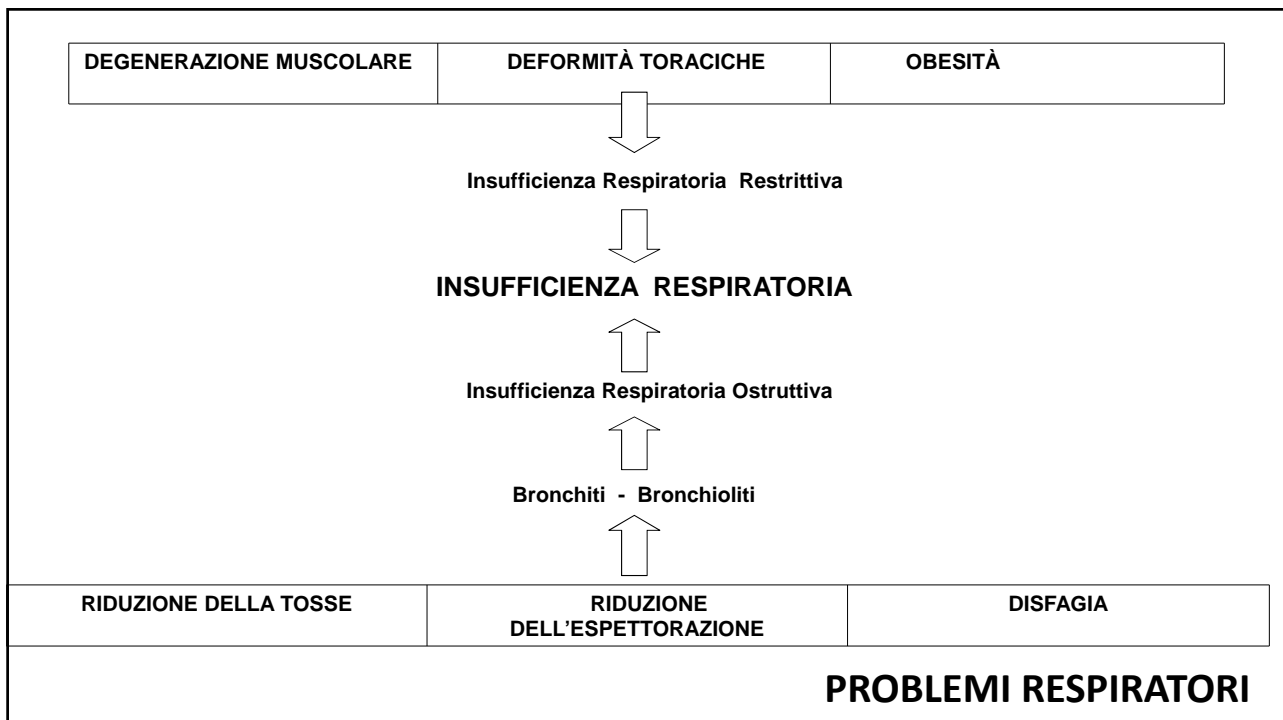 DEGENERAZIONE MUSCOLARE
DEFORMITÀ TORACICHE
OBESITÀ
Insufficienza Respiratoria Restrittiva
INSUFFICIENZA RESPIRATORIA
Insufficienza Respiratoria Ostruttiva
Bronchiti - Bronchioliti
RIDUZIONE DELLA TOSSE
RIDUZIONE
DELL’ESPETTORAZIONE
DISFAGIA
PROBLEMI RESPIRATORI